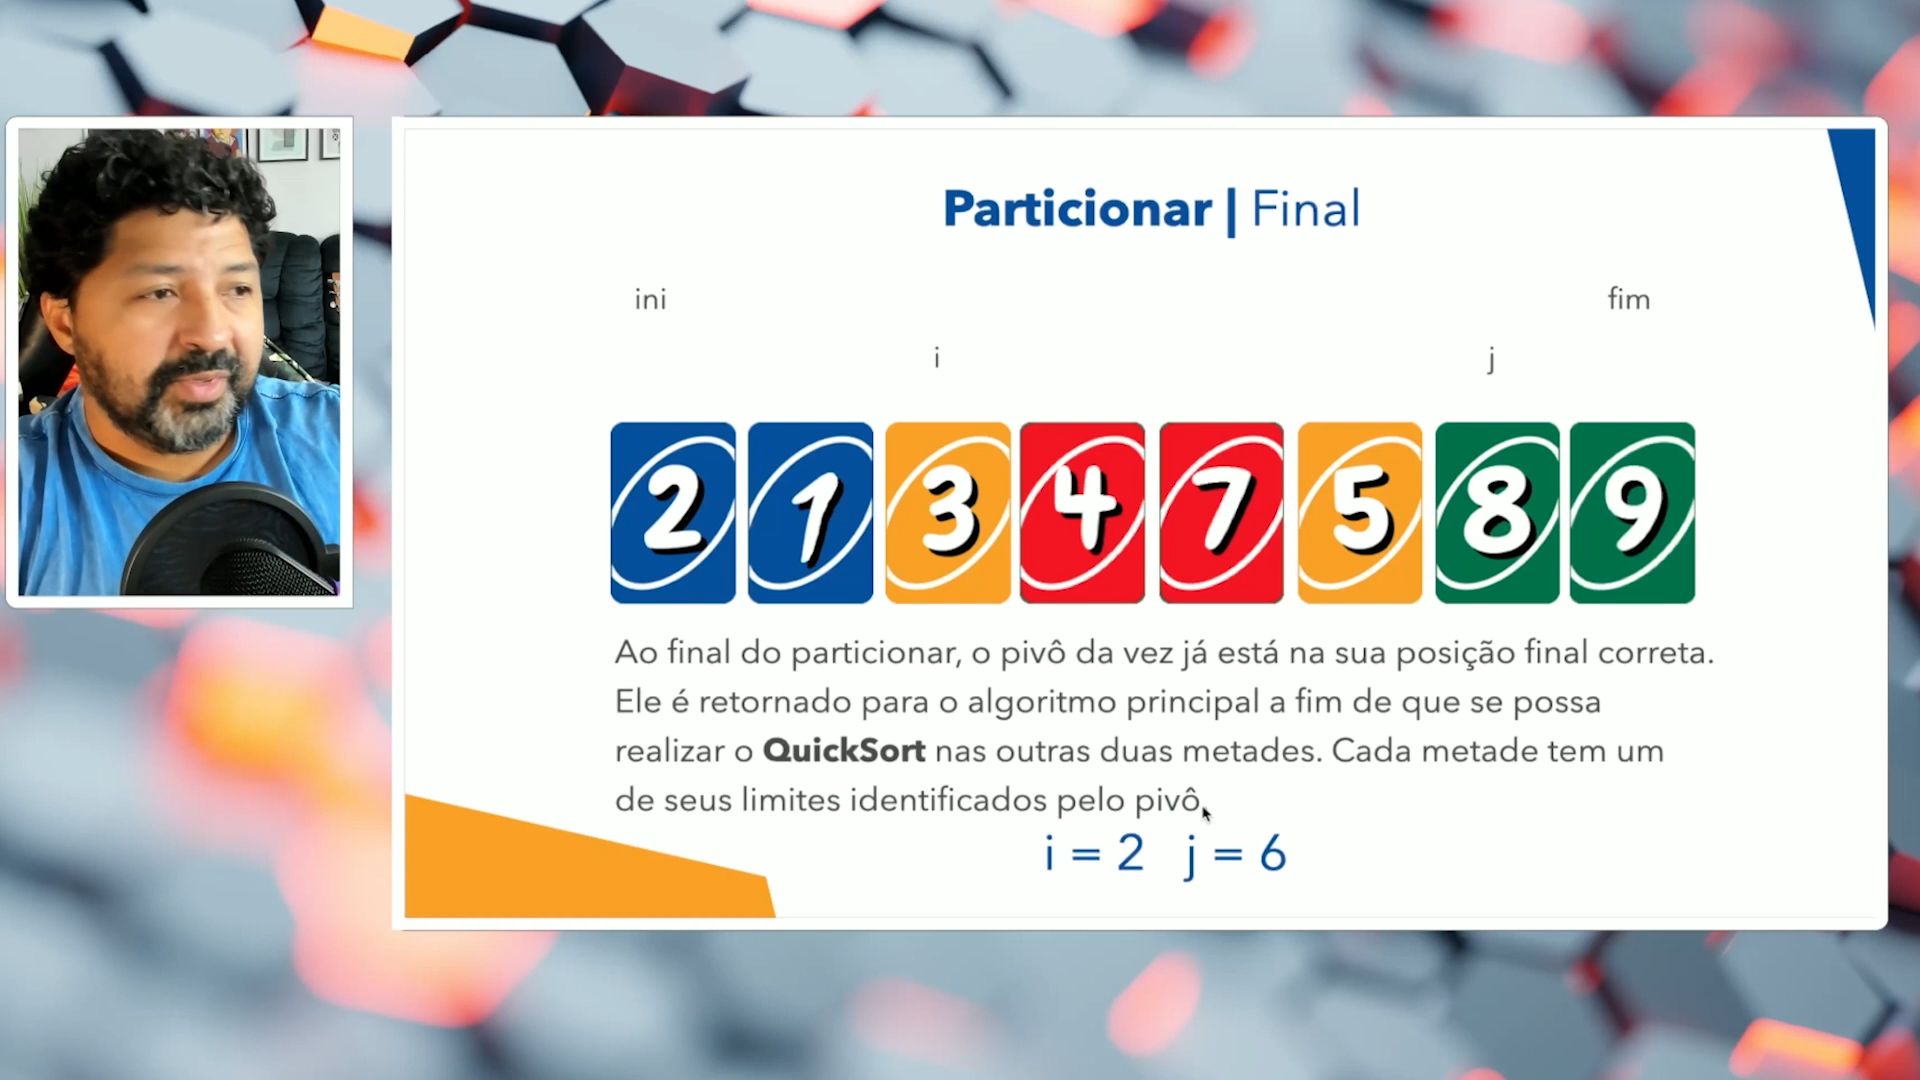 Particionar | Final
ini fim
i j
2 1 3 4 7 5 8 9
Ao final do particionar, o pivô da vez já está na sua posição final correta.
Ele é retornado para o algoritmo principal a fim de que se possa
realizar o QuickSort nas outras duas metades. Cada metade tem um
de seus limites identificados pelo pivô.
i = 2 j = 6